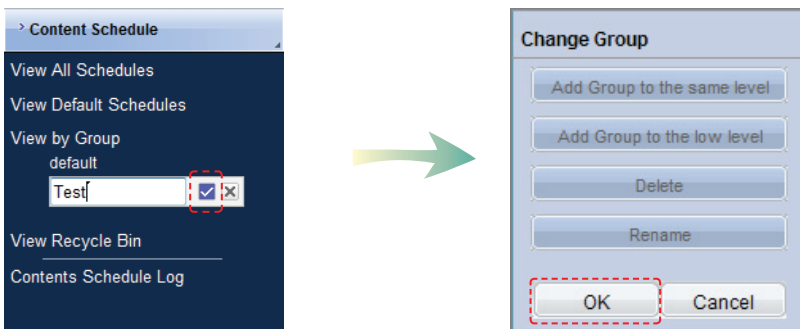 Content Schedule
View All Schedules
View Default Schedules
View by Group
default
Test
View Recycle Bin
Contents Schedule Log
Change Group
Add Group to the same level
Add Group to the low level
Delete
Rename
OK
Cancel